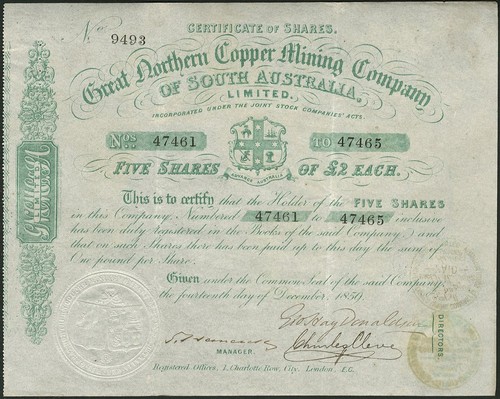 CERTIFICATE OF SHARES.
No 9493
Great Northern Copper Mining Company
OF SOUTH AUSTRALIA,
LIMITED.
INCORPORATED UNDER THE JOINT STOCK COMPANIES' ACTS.
Nos. 47461 TO 47465
ADVANCE AUSTRALIA
FIVE SHARES OF £2 EACH.
This is to certify that the Holder of the FIVE SHARES
in this Company Numbered 47461 to 47465 inclusive
has been duly Registered in the Books of the said Company; and
that on such Shares there has been paid up to this day the sum of
One pound per Share.
Given under the Common Seal of the said Company,
the fourteenth day of December, 1859.
Charles Cleve
DIRECTORS.
MANAGER.
Registered Offices, 1, Charlotte Row, City, London, E.C.
LIMITED